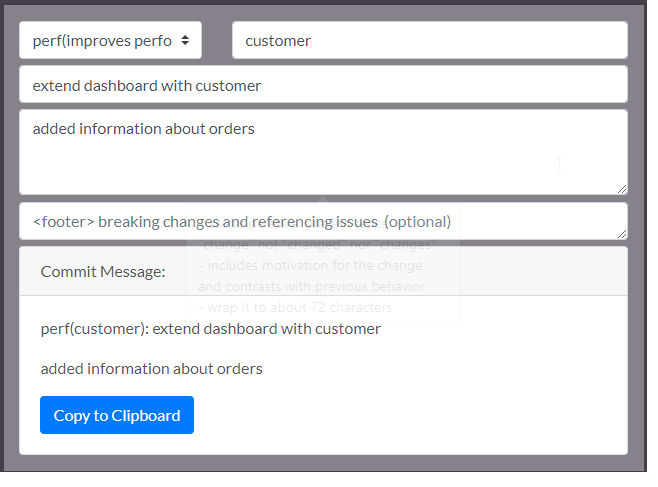 perf(improves perfo
customer
extend dashboard with customer
added information about orders
<footer> breaking changes and referencing issues (optional)
"change" not "changed" nor "changes"
- includes motivation for the change
and contrasts with previous behavior
- wrap it to about 72 characters
Commit Message:
perf(customer): extend dashboard with customer
added information about orders
Copy to Clipboard